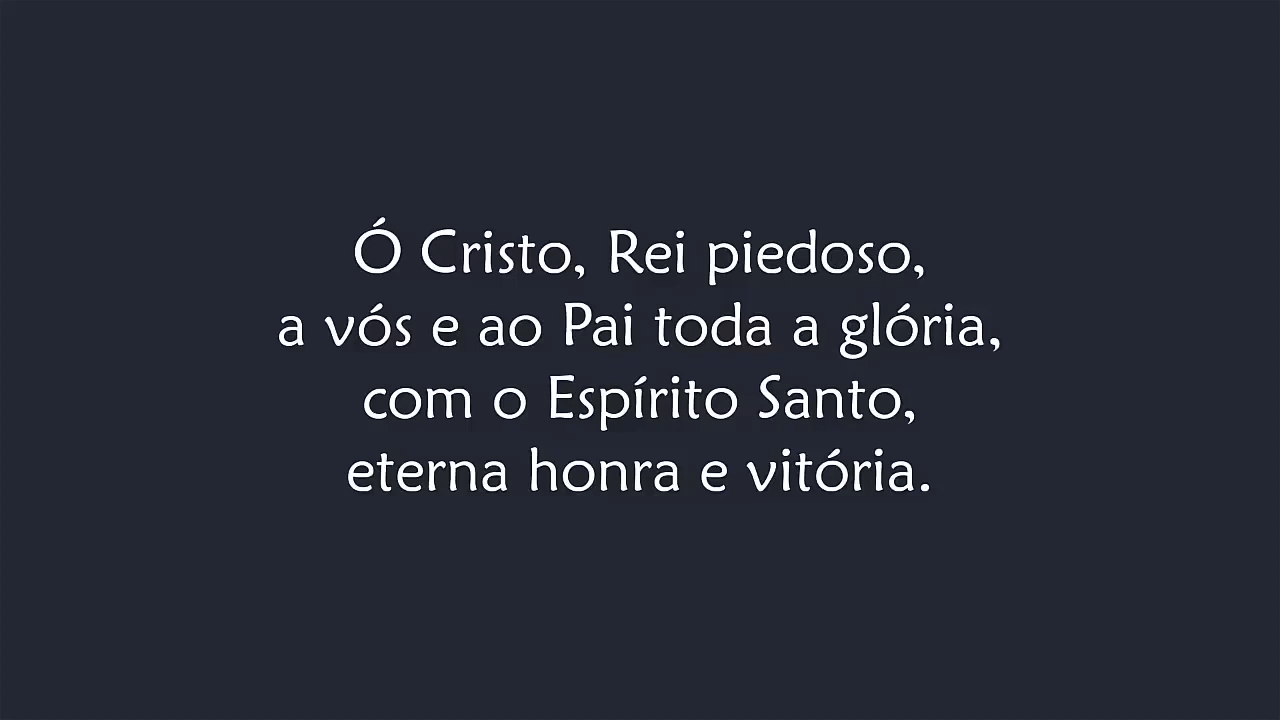 Ó Cristo, Rei piedoso,
a vós e ao Pai toda a glória,
com o Espírito Santo,
eterna honra e vitória.